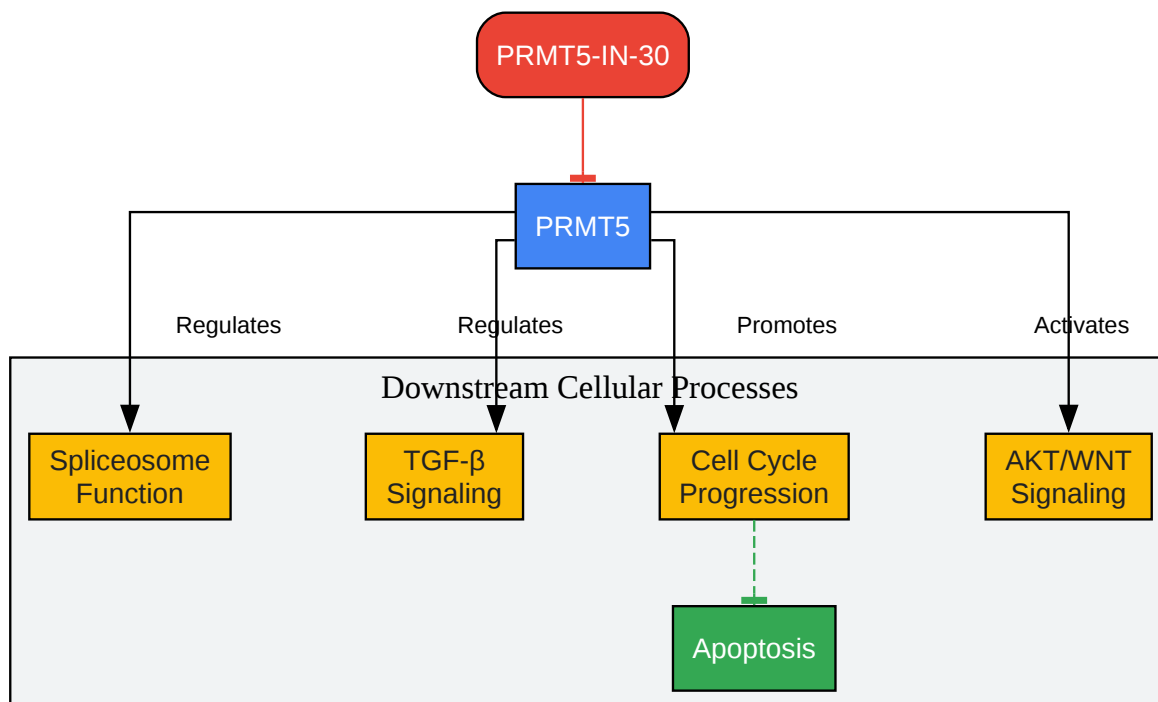 PRMT5-IN-30
PRMT5
Regulates
Regulates
Promotes
Activates
Downstream Cellular Processes
Spliceosome
Function
TGF-β
Signaling
Cell Cycle
Progression
AKT/WNT
Signaling
Apoptosis